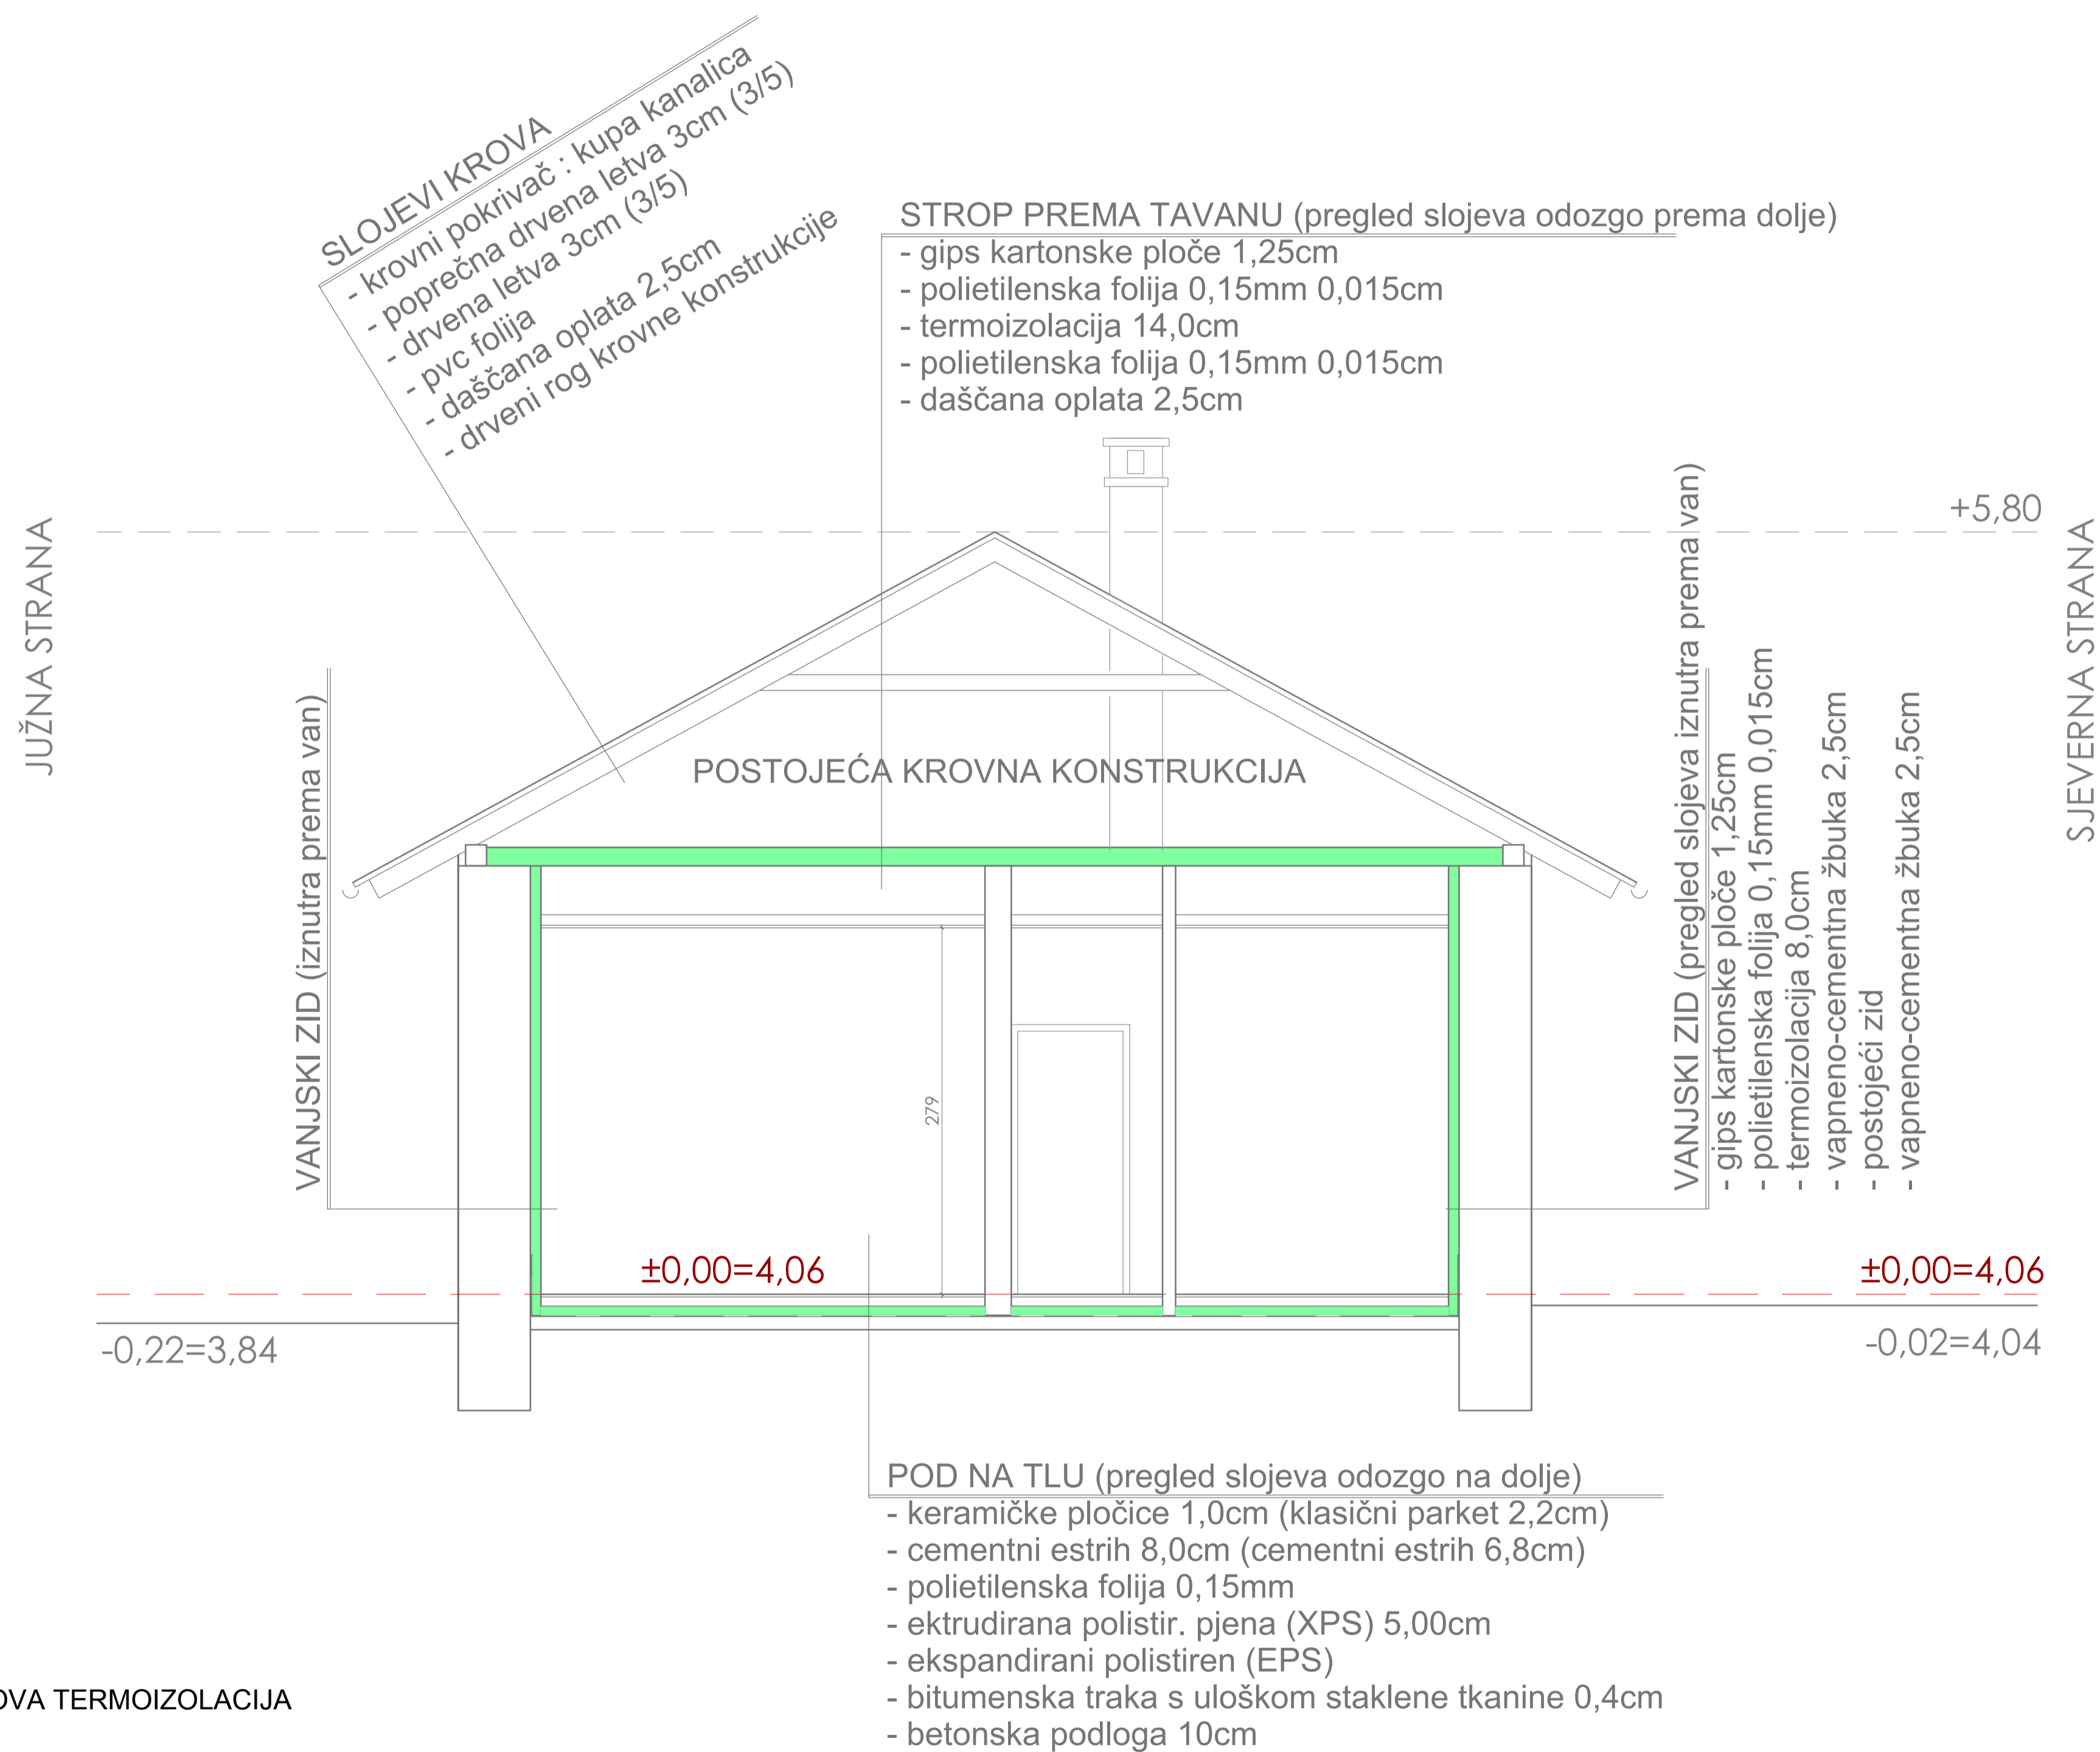 SLOJEVI KROVA
- krovni pokrivač : kupa kanalica
- poprečna drvena letva 3cm (3/5)
- drvena letva 3cm (3/5)
- pvc folija
- daščana oplata 2,5cm
- drveni rog krovne konstrukcije
STROP PREMA TAVANU (pregled slojeva odozgo prema dolje)
- gips kartonske ploče 1,25cm
- polietilenska folija 0,15mm 0,015cm
- termoizolacija 14,0cm
- polietilenska folija 0,15mm 0,015cm
- daščana oplata 2,5cm
+5,80
JUŽNA STRANA
SJEVERNA STRANA
POSTOJEĆA KROVNA KONSTRUKCIJA
VANJSKI ZID (iznutra prema van)
VANJSKI ZID (pregled slojeva iznutra prema van)
- gips kartonske ploče 1,25cm
- polietilenska folija 0,15mm 0,015cm
- termoizolacija 8,0cm
- vapneno-cementna žbuka 2,5cm
- postojeći zid
- vapneno-cementna žbuka 2,5cm
279
±0,00=4,06
±0,00=4,06
-0,22=3,84
-0,02=4,04
POD NA TLU (pregled slojeva odozgo na dolje)
- keramičke pločice 1,0cm (klasični parket 2,2cm)
- cementni estrih 8,0cm (cementni estrih 6,8cm)
- polietilenska folija 0,15mm
- ektrudirana polistir. pjena (XPS) 5,00cm
- ekspandirani polistiren (EPS)
- bitumenska traka s uloškom staklene tkanine 0,4cm
- betonska podloga 10cm
TERMOIZOLACIJA